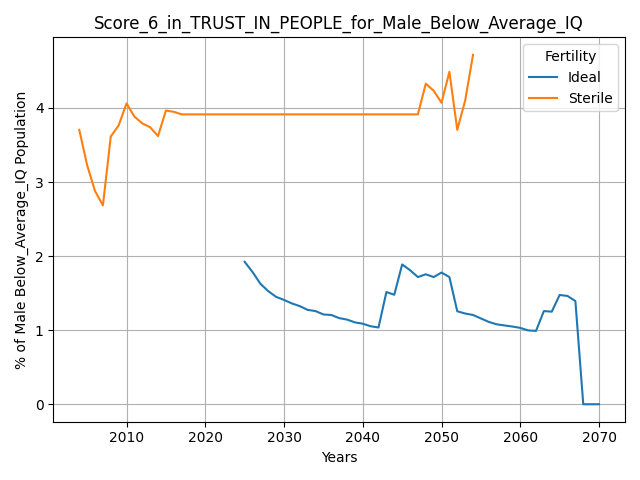 Score_6_in_TRUST_IN_PEOPLE_for_Male_Below_Average_IQ
Fertility
Ideal
Sterile
% of Male Below_Average_IQ Population
4
3
2
1
0
2010 2020 2030 2040 2050 2060 2070
Years